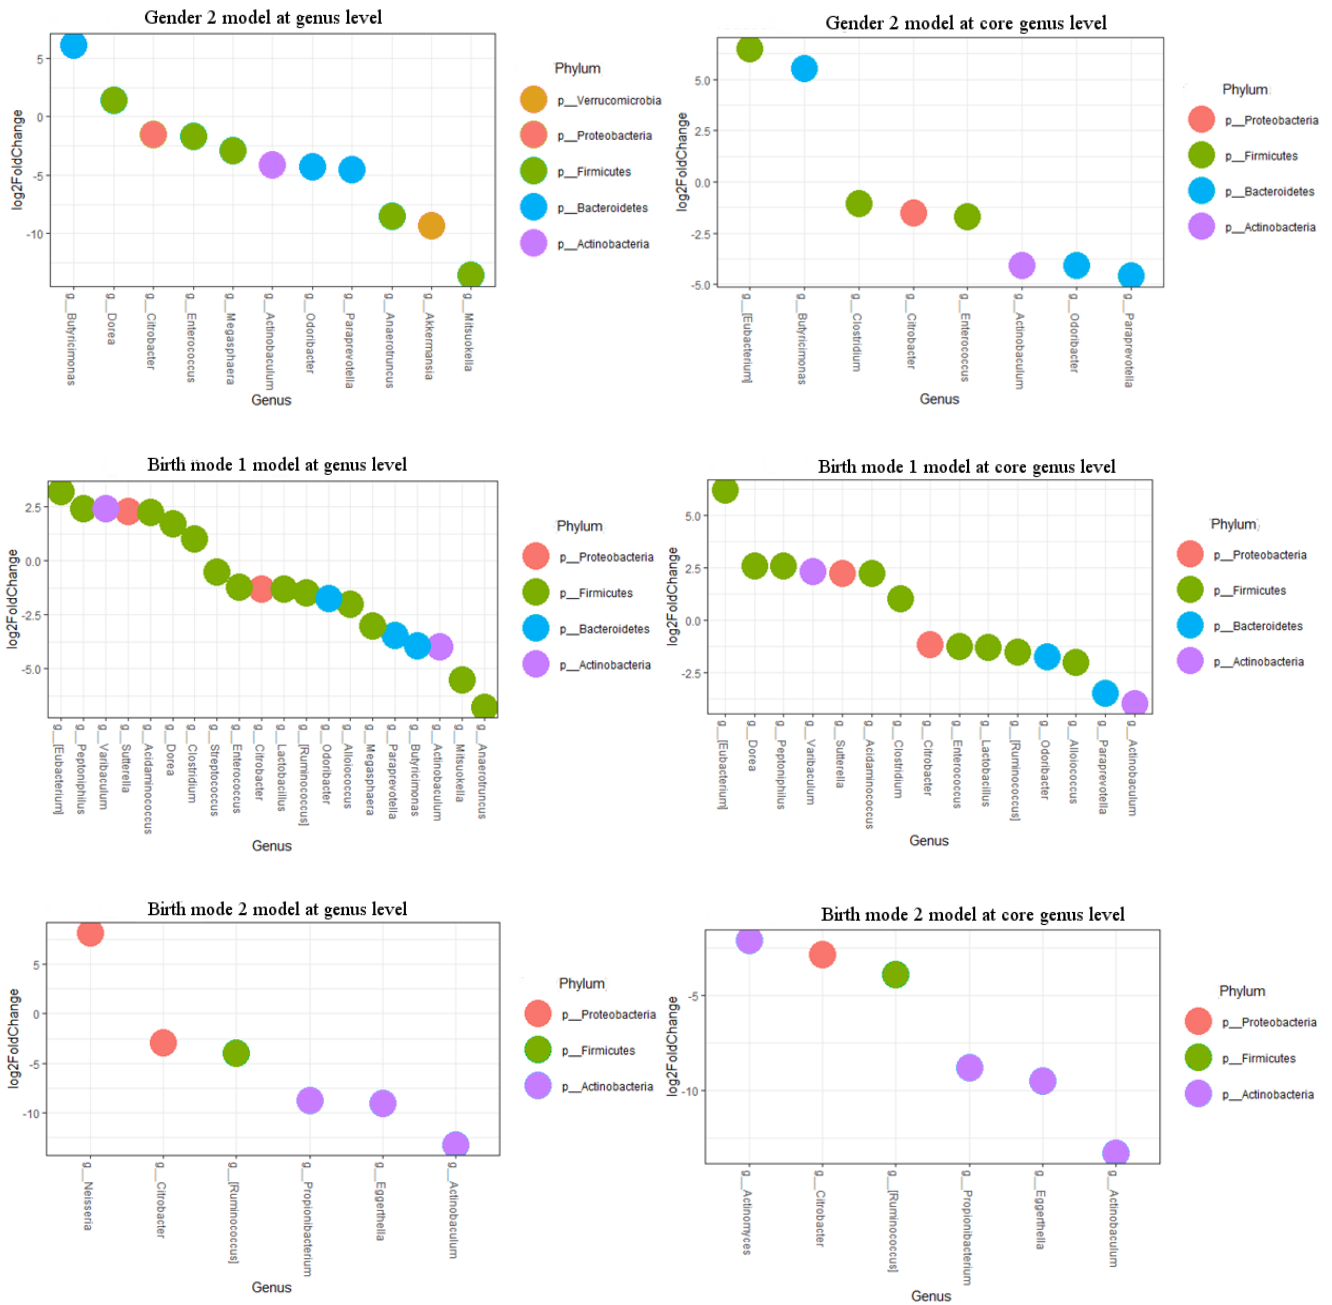 Gender 2 model at genus level
log2FoldChange
5
0
-5
-10
g__Butyricimonas
g__Dorea
g__Citrobacter
g__Enterococcus
g__Megasphaera
g__Actinobaculum
g__Odoribacter
g__Paraprevotella
g__Anaerotruncus
g__Akkermansia
g__Mitsuokella
Genus
Phylum
p__Verrucomicrobia
p__Proteobacteria
p__Firmicutes
p__Bacteroidetes
p__Actinobacteria
Gender 2 model at core genus level
log2FoldChange
5.0
2.5
0.0
-2.5
-5.0
g__[Eubacterium]
g__Butyricimonas
g__Clostridium
g__Citrobacter
g__Enterococcus
g__Actinobaculum
g__Odoribacter
g__Paraprevotella
Genus
Phylum
p__Proteobacteria
p__Firmicutes
p__Bacteroidetes
p__Actinobacteria
Birth mode 1 model at genus level
log2FoldChange
2.5
0.0
-2.5
-5.0
g__[Eubacterium]
g__Peptoniphilus
g__Varibaculum
g__Sutterella
g__Acidaminococcus
g__Dorea
g__Clostridium
g__Streptococcus
g__Enterococcus
g__Citrobacter
g__Lactobacillus
g__[Ruminococcus]
g__Odoribacter
g__Alloiococcus
g__Megasphaera
g__Paraprevotella
g__Butyricimonas
g__Actinobaculum
g__Mitsuokella
g__Anaerotruncus
Genus
Phylum
p__Proteobacteria
p__Firmicutes
p__Bacteroidetes
p__Actinobacteria
Birth mode 1 model at core genus level
log2FoldChange
5.0
2.5
0.0
-2.5
g__[Eubacterium]
g__Dorea
g__Peptoniphilus
g__Varibaculum
g__Sutterella
g__Acidaminococcus
g__Clostridium
g__Citrobacter
g__Enterococcus
g__Lactobacillus
g__[Ruminococcus]
g__Odoribacter
g__Alloiococcus
g__Paraprevotella
g__Actinobaculum
Genus
Phylum
p__Proteobacteria
p__Firmicutes
p__Bacteroidetes
p__Actinobacteria
Birth mode 2 model at genus level
log2FoldChange
5
0
-5
-10
g__Neisseria
g__Citrobacter
g__[Ruminococcus]
g__Propionibacterium
g__Eggerthella
g__Actinobaculum
Genus
Phylum
p__Proteobacteria
p__Firmicutes
p__Actinobacteria
Birth mode 2 model at core genus level
log2FoldChange
-5
-10
g__Actinomyces
g__Citrobacter
g__[Ruminococcus]
g__Propionibacterium
g__Eggerthella
g__Actinobaculum
Genus
Phylum
p__Proteobacteria
p__Firmicutes
p__Actinobacteria